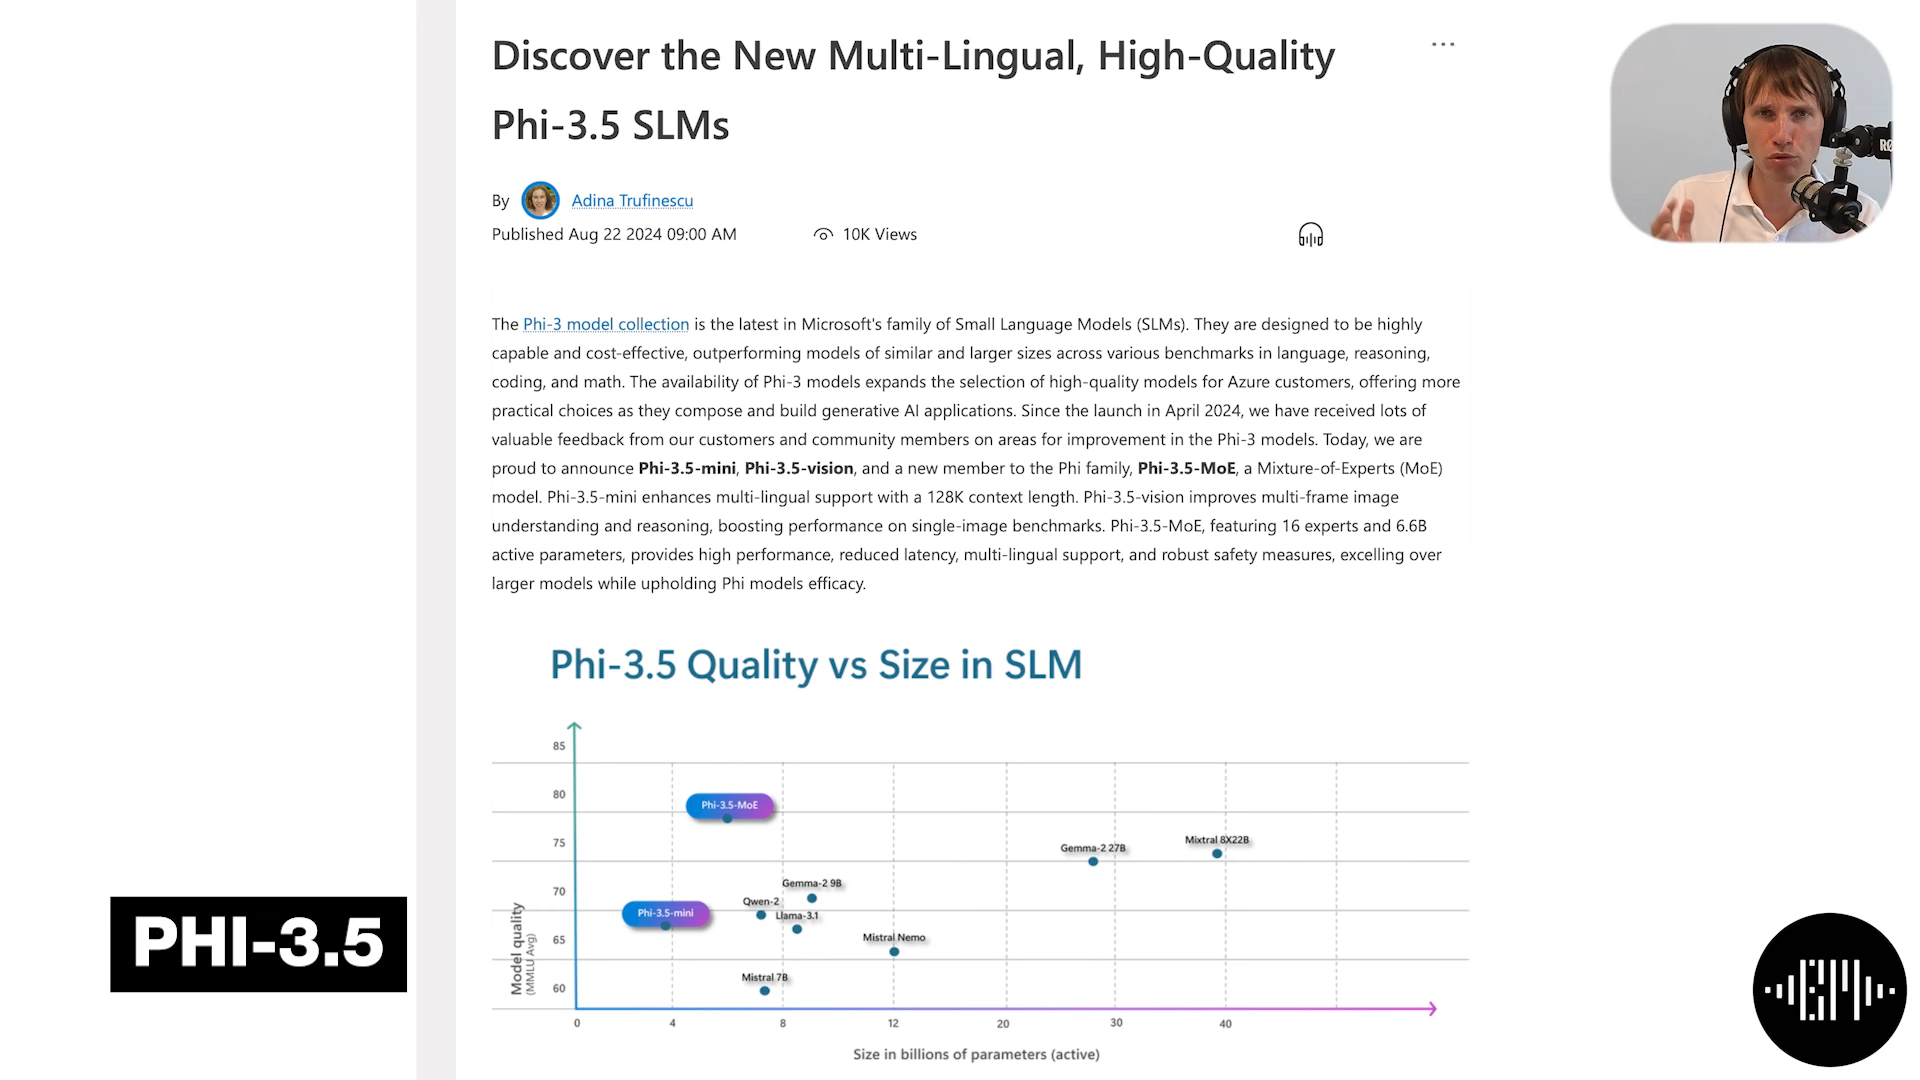 Discover the New Multi-Lingual, High-Quality
Phi-3.5 SLMs
By Adina Trufinescu
Published Aug 22 2024 09:00 AM
10K Views
The Phi-3 model collection is the latest in Microsoft's family of Small Language Models (SLMs). They are designed to be highly
capable and cost-effective, outperforming models of similar and larger sizes across various benchmarks in language, reasoning,
coding, and math. The availability of Phi-3 models expands the selection of high-quality models for Azure customers, offering more
practical choices as they compose and build generative AI applications. Since the launch in April 2024, we have received lots of
valuable feedback from our customers and community members on areas for improvement in the Phi-3 models. Today, we are
proud to announce Phi-3.5-mini, Phi-3.5-vision, and a new member to the Phi family, Phi-3.5-MoE, a Mixture-of-Experts (MoE)
model. Phi-3.5-mini enhances multi-lingual support with a 128K context length. Phi-3.5-vision improves multi-frame image
understanding and reasoning, boosting performance on single-image benchmarks. Phi-3.5-MoE, featuring 16 experts and 6.6B
active parameters, provides high performance, reduced latency, multi-lingual support, and robust safety measures, excelling over
larger models while upholding Phi models efficacy.
Phi-3.5 Quality vs Size in SLM
85
80
75
70
65
60
Model quality
(MMLU Avg)
Phi-3.5-MoE
Mixtral 8X22B
Gemma-2 27B
Gemma-2 9B
Qwen-2
Phi-3.5-mini
Llama-3.1
Mistral Nemo
Mistral 7B
0 4 8 12 20 30 40
Size in billions of parameters (active)
PHI-3.5